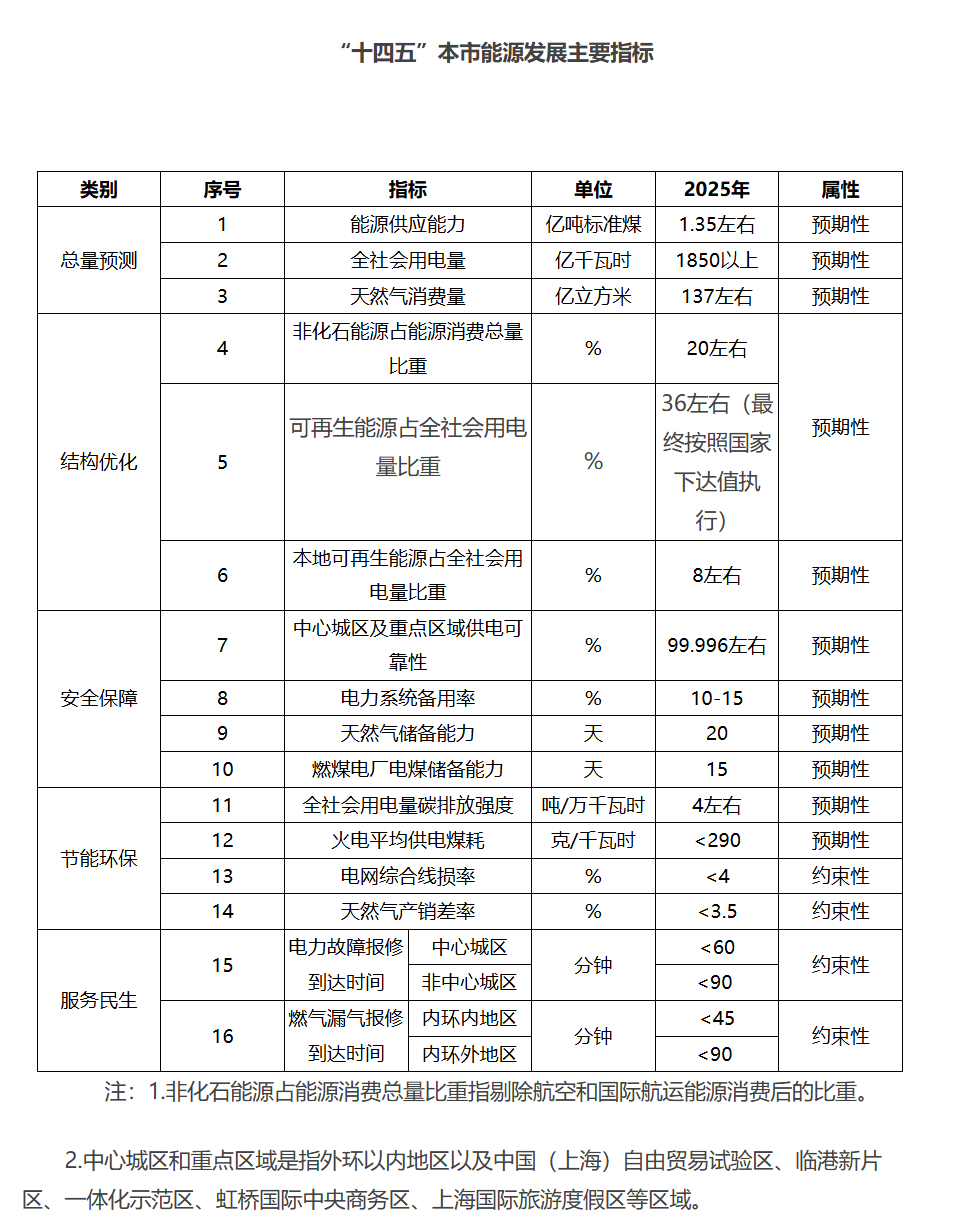 “十四五”本市能源发展主要指标
类别 序号 指标 单位 2025年 属性
总量预测 1 能源供应能力 亿吨标准煤 1.35左右 预期性
2 全社会用电量 亿千瓦时 1850以上 预期性
3 天然气消费量 亿立方米 137左右 预期性
结构优化
4
非化石能源占能源消费总量
比重
%
20左右
预期性
5
可再生能源占全社会用电
量比重
%
36左右（最
终按照国家
下达值执
行）
6
本地可再生能源占全社会用
电量比重
%
8左右
预期性
安全保障
7
中心城区及重点区域供电可
靠性
%
99.996左右
预期性
8 电力系统备用率 % 10-15 预期性
9 天然气储备能力 天 20 预期性
10 燃煤电厂电煤储备能力 天 15 预期性
节能环保
11 全社会用电量碳排放强度 吨/万千瓦时 4左右 预期性
12 火电平均供电煤耗 克/千瓦时 <290 预期性
13 电网综合线损率 % <4 约束性
14 天然气产销差率 % <3.5 约束性
服务民生
15
电力故障报修
到达时间
中心城区
非中心城区
分钟
<60
<90
约束性
16
燃气漏气报修
到达时间
内环内地区
内环外地区
分钟
<45
<90
约束性
注：1.非化石能源占能源消费总量比重指剔除航空和国际航运能源消费后的比重。
2.中心城区和重点区域是指外环以内地区以及中国（上海）自由贸易试验区、临港新片
区、一体化示范区、虹桥国际中央商务区、上海国际旅游度假区等区域。